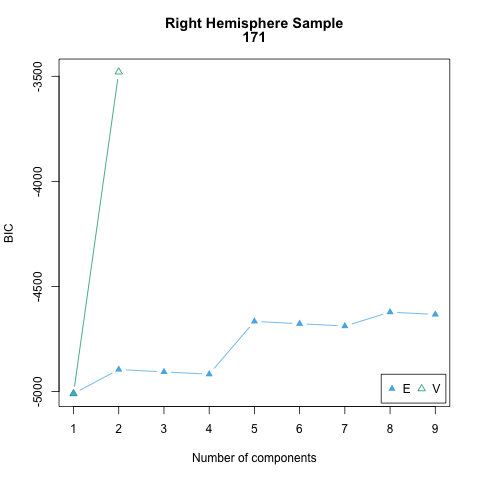 Right Hemisphere Sample
171
-3500
-4000
-4500
-5000
BIC
1 2 3 4 5 6 7 8 9
Number of components
E V